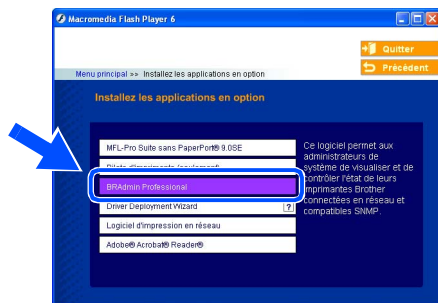 Macromedia Flash Player 6
Quitter
Précédent
Menu principal »» Installez les applications en option
Installez les applications en option
MFL-Pro Suite sans PaperPort® 9.0SE
BRAdmin Professional
Driver Deployment Wizard
?
Logiciel d'impression en réseau
Adobe® Acrobat® Reader®
Ce logiciel permet aux
administrateurs de
système de visualiser et de
contrôler l'état de leurs
imprimantes Brother
connectées en réseau et
compatibles SNMP.